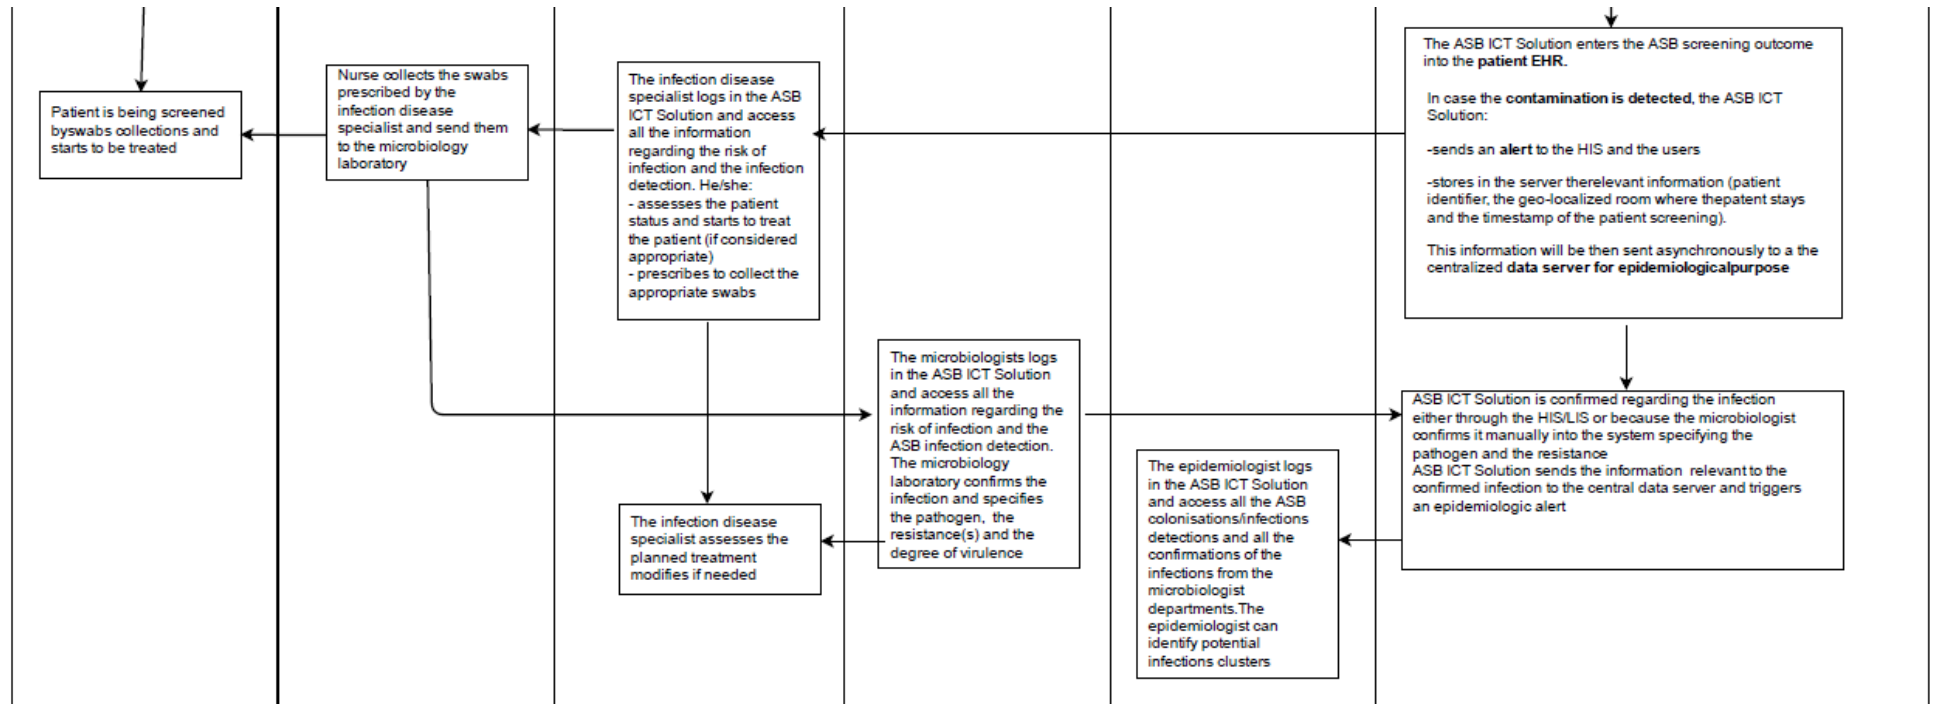 Patient is being screened
byswabs collections and
starts to be treated
Nurse collects the swabs
prescribed by the
infection disease
specialist and send them
to the microbiology
laboratory
The infection disease
specialist logs in the ASB
ICT Solution and access
all the information
regarding the risk of
infection and the infection
detection. He/she:
- assesses the patient
status and starts to treat
the patient (if considered
appropriate)
- prescribes to collect the
appropriate swabs
The ASB ICT Solution enters the ASB screening outcome
into the patient EHR.
In case the contamination is detected, the ASB ICT
Solution:
-sends an alert to the HIS and the users
-stores in the server therelevant information (patient
identifier, the geo-localized room where thepatent stays
and the timestamp of the patient screening).
This information will be then sent asynchronously to a the
centralized data server for epidemiologicalpurpose
The microbiologists logs
in the ASB ICT Solution
and access all the
information regarding the
risk of infection and the
ASB infection detection.
The microbiology
laboratory confirms the
infection and specifies
the pathogen, the
resistance(s) and the
degree of virulence
ASB ICT Solution is confirmed regarding the infection
either through the HIS/LIS or because the microbiologist
confirms it manually into the system specifying the
pathogen and the resistance
ASB ICT Solution sends the information relevant to the
confirmed infection to the central data server and triggers
an epidemiologic alert
The infection disease
specialist assesses the
planned treatment
modifies if needed
The epidemiologist logs
in the ASB ICT Solution
and access all the ASB
colonisations/infections
detections and all the
confirmations of the
infections from the
microbiologist
departments.The
epidemiologist can
identify potential
infections clusters